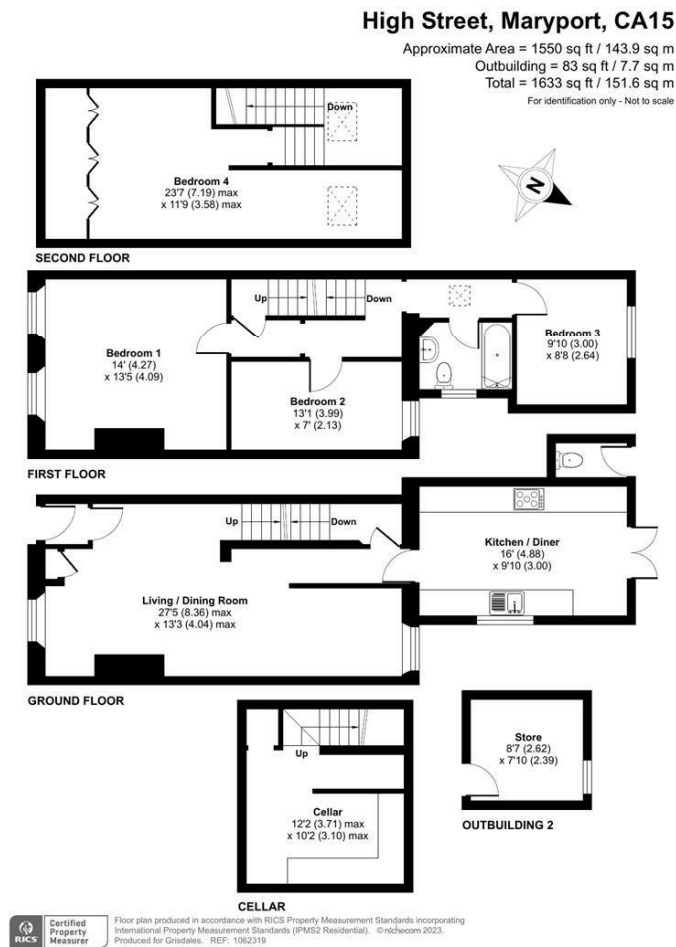 High Street, Maryport, CA15
Approximate Area = 1550 sq ft / 143.9 sq m
Outbuilding = 83 sq ft / 7.7 sq m
Total = 1633 sq ft / 151.6 sq m
For identification only - Not to scale
Down
Bedroom 4
23'7 (7.19) max
x 11'9 (3.58) max
N
SECOND FLOOR
Up
Down
Bedroom 1
14' (4.27)
x 13'5 (4.09)
Bedroom 3
9'10 (3.00)
x 8'8 (2.64)
Bedroom 2
13'1 (3.99)
x 7' (2.13)
FIRST FLOOR
Up
Down
Kitchen / Diner
16' (4.88)
x 9'10 (3.00)
Living / Dining Room
27'5 (8.36) max
x 13'3 (4.04) max
GROUND FLOOR
Up
Cellar
12'2 (3.71) max
x 10'2 (3.10) max
CELLAR
Store
8'7 (2.62)
x 7'10 (2.39)
OUTBUILDING 2
RICS
Certified
Property
Measurer
Floor plan produced in accordance with RICS Property Measurement Standards incorporating
International Property Measurement Standards (IPMS2 Residential). © nichecom 2023.
Produced for Grisdales. REF: 1062319